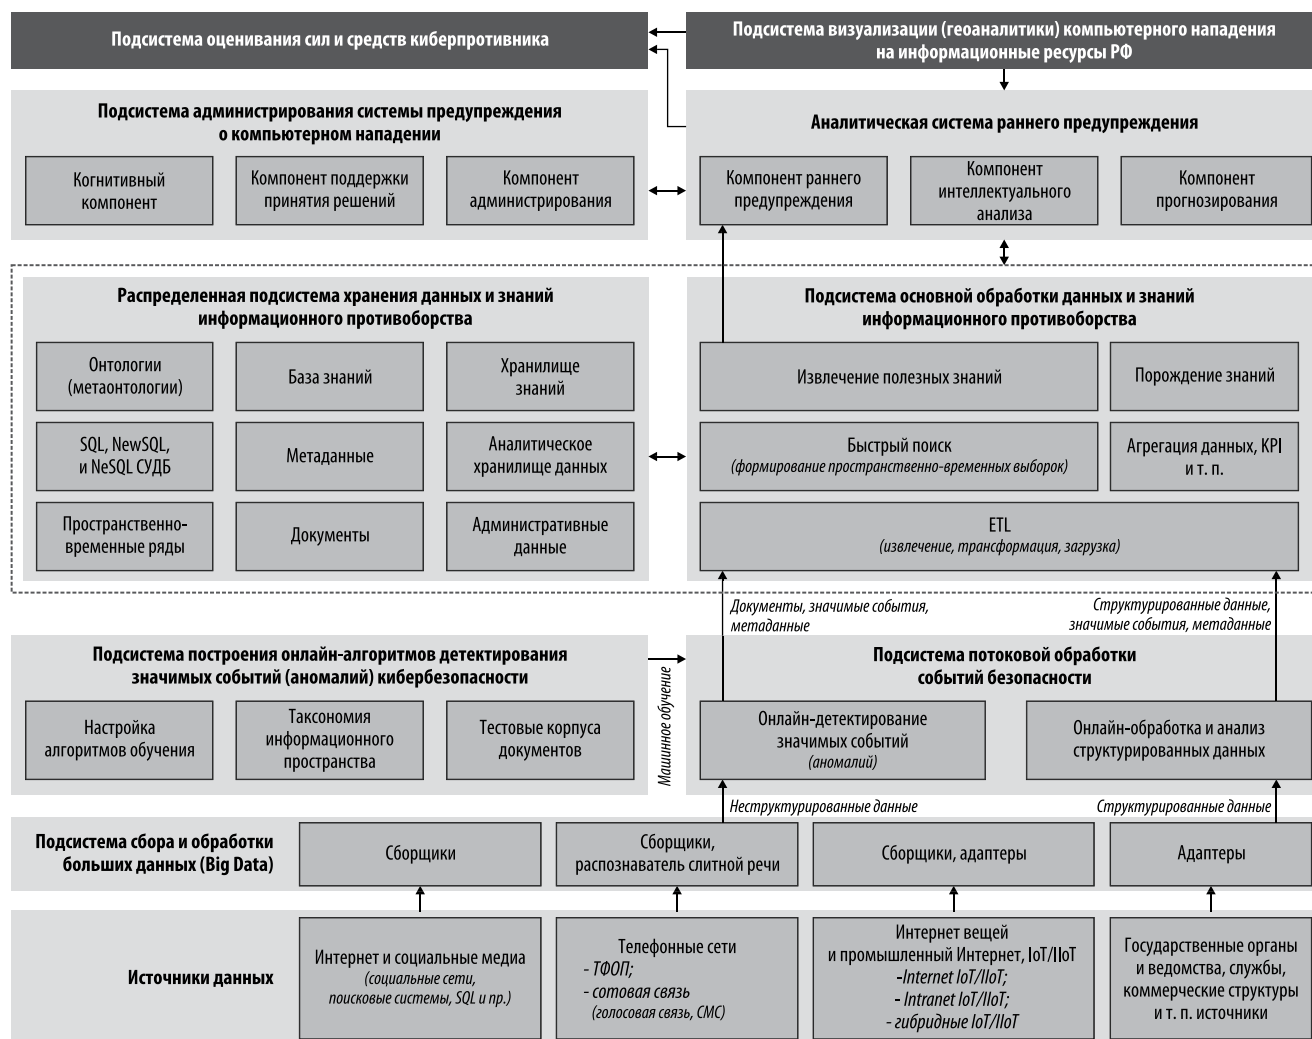 Подсистема оценивания сил и средств киберпротивника
Подсистема визуализации (геоаналитики) компьютерного нападения
на информационные ресурсы РФ
Подсистема администрирования системы предупреждения
о компьютерном нападении
Когнитивный
компонент
Компонент поддержки
принятия решений
Компонент
администрирования
Аналитическая система раннего предупреждения
Компонент раннего
предупреждения
Компонент
интеллектуального
анализа
Компонент
прогнозирования
Распределенная подсистема хранения данных и знаний
информационного противоборства
Онтологии
(метаонтологии)
База знаний
Хранилище
знаний
SQL, NewSQL,
и NeSQL СУДБ
Метаданные
Аналитическое
хранилище данных
Пространственно-
временные ряды
Документы
Административные
данные
Подсистема основной обработки данных и знаний
информационного противоборства
Извлечение полезных знаний
Порождение знаний
Быстрый поиск
(формирование пространственно-временных выборок)
Агрегация данных, KPI
и т. п.
ETL
(извлечение, трансформация, загрузка)
Документы, значимые события,
метаданные
Структурированные данные,
значимые события, метаданные
Подсистема построения онлайн-алгоритмов детектирования
значимых событий (аномалий) кибербезопасности
Настройка
алгоритмов обучения
Таксономия
информационного
пространства
Тестовые корпуса
документов
Машинное обучение
Подсистема потоковой обработки
событий безопасности
Онлайн-детектирование
значимых событий
(аномалий)
Онлайн-обработка и анализ
структурированных данных
Неструктурированные данные
Структурированные данные
Подсистема сбора и обработки
больших данных (Big Data)
Сборщики
Сборщики,
распознаватель слитной речи
Сборщики, адаптеры
Адаптеры
Источники данных
Интернет и социальные медиа
(социальные сети,
поисковые системы, SQL и пр.)
Телефонные сети
- ТФОП;
- сотовая связь
(голосовая связь, СМС)
Интернет вещей
и промышленный Интернет, IoT/IIoT
-Internet IoT/IIoT;
- Intranet IoT/IIoT;
- гибридные IoT/IIoT
Государственные органы
и ведомства, службы,
коммерческие структуры
и т. п. источники